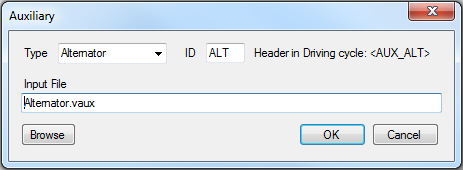 Auxiliary
Type Alternator ID ALT Header in Driving cycle: <AUX_ALT>
Input File
Alternator.vaux
Browse OK Cancel